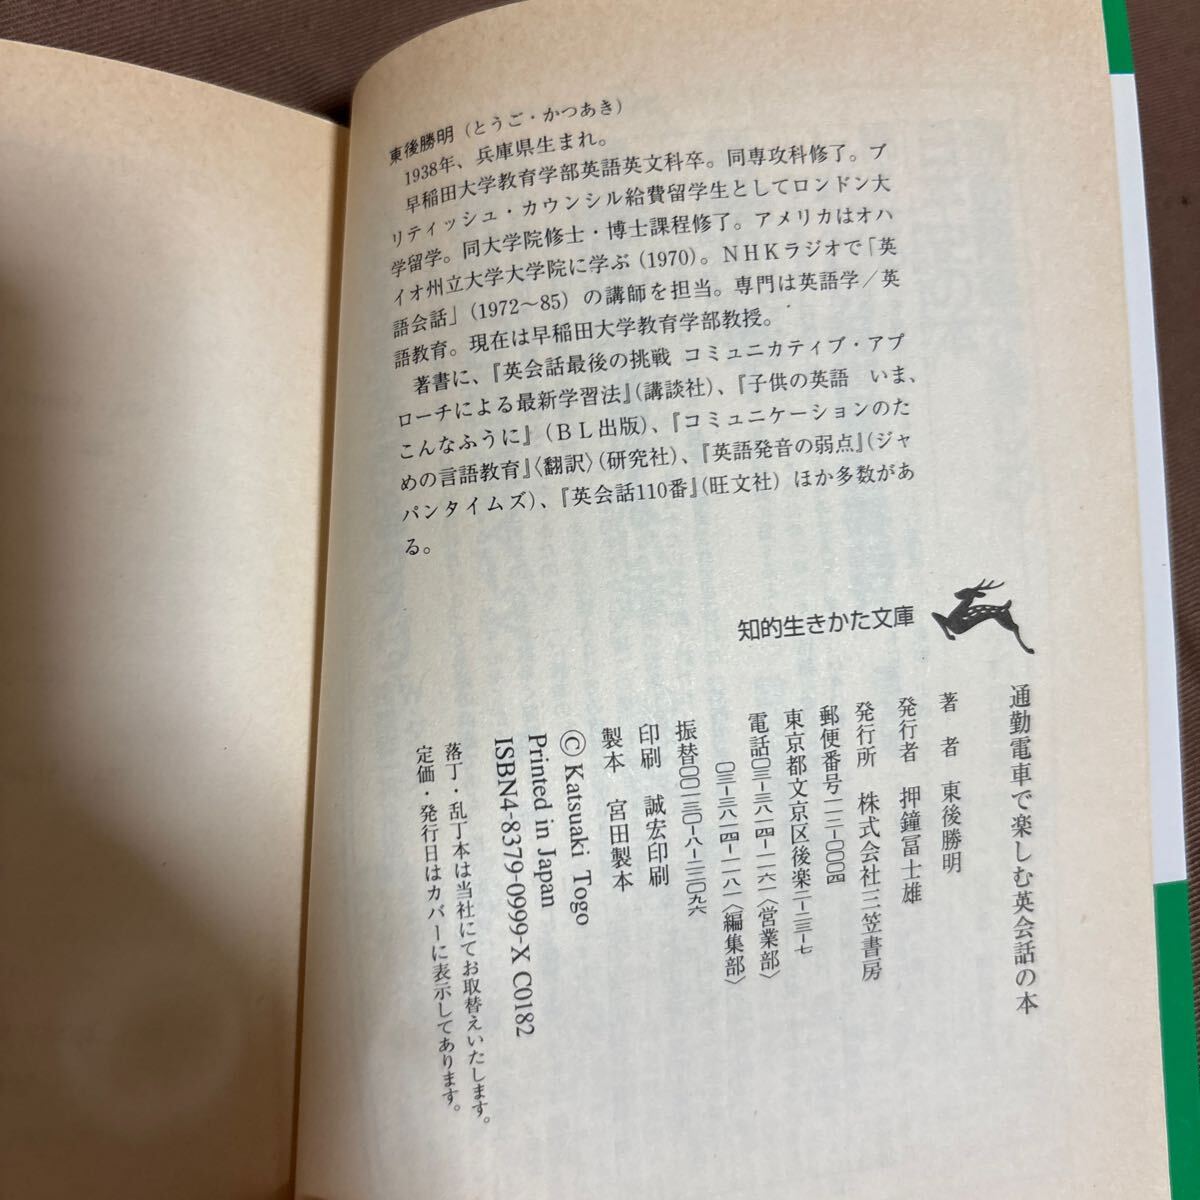 東後勝明（とうご・かつあき）
1938年、兵庫県生まれ。
早稲田大学教育学部英語英文科卒。同専攻科修了。ブ
リティッシュ・カウンシル給費留学生としてロンドン大
学留学。同大学院修士・博士課程修了。アメリカはオハ
イオ州立大学大学院に学ぶ（1970）。ＮＨＫラジオで「英
語会話」（1972〜85）の講師を担当。専門は英語学／英
語教育。現在は早稲田大学教育学部教授。
著書に、『英会話最後の挑戦 コミュニカティブ・アプ
ローチによる最新学習法』（講談社）、『子供の英語 いま、
こんなふうに』（ＢＬ出版）、『コミュニケーションのた
めの言語教育』〈翻訳〉（研究社）、『英語発音の弱点』（ジャ
パンタイムズ）、『英会話110番』（旺文社）ほか多数があ
る。
知的生きかた文庫
通勤電車で楽しむ英会話の本
著 者 東後勝明
発行者 押鐘冨士雄
発行所 株式会社三笠書房
郵便番号一一二-〇〇〇四
東京都文京区後楽二-二三-七
電話〇三-三八一四-一一六一〈営業部〉
〇三-三八一四-一一八一〈編集部〉
振替〇〇一三〇-八-二二〇九六
印刷 誠宏印刷
製本 宮田製本
© Katsuaki Togo
Printed in Japan
ISBN4-8379-0999-X C0182
落丁・乱丁本は当社にてお取替えいたします。
定価・発行日はカバーに表示してあります。